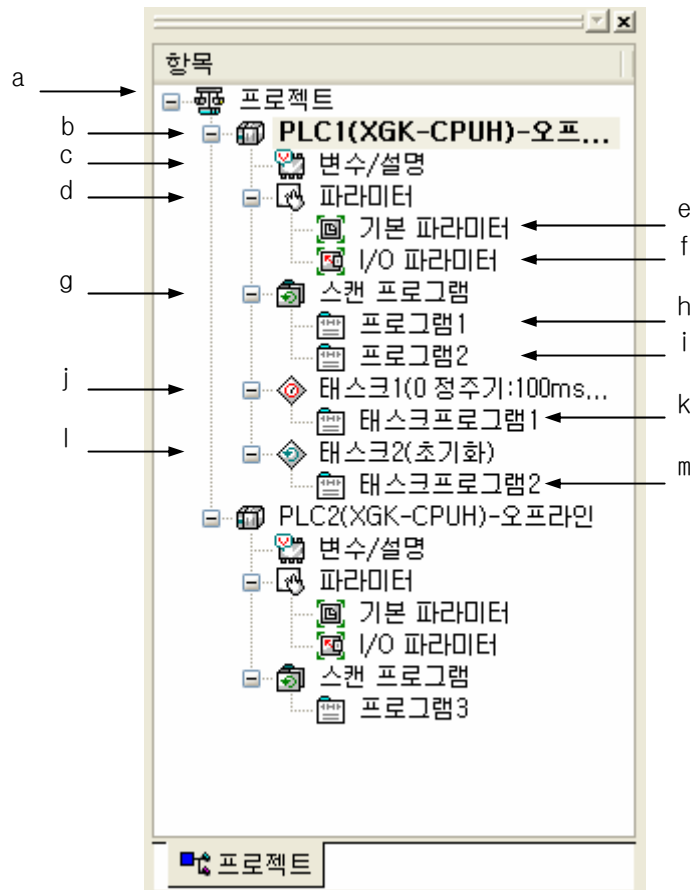 항목
a
프로젝트
b
PLC1(XGK-CPUH)-오프...
c
변수/설명
d
파라미터
기본 파라미터
e
I/O 파라미터
f
g
스캔 프로그램
프로그램1
h
프로그램2
i
j
태스크1(0 정주기:100ms...
태스크프로그램1
k
l
태스크2(초기화)
태스크프로그램2
m
PLC2(XGK-CPUH)-오프라인
변수/설명
파라미터
기본 파라미터
I/O 파라미터
스캔 프로그램
프로그램3
프로젝트